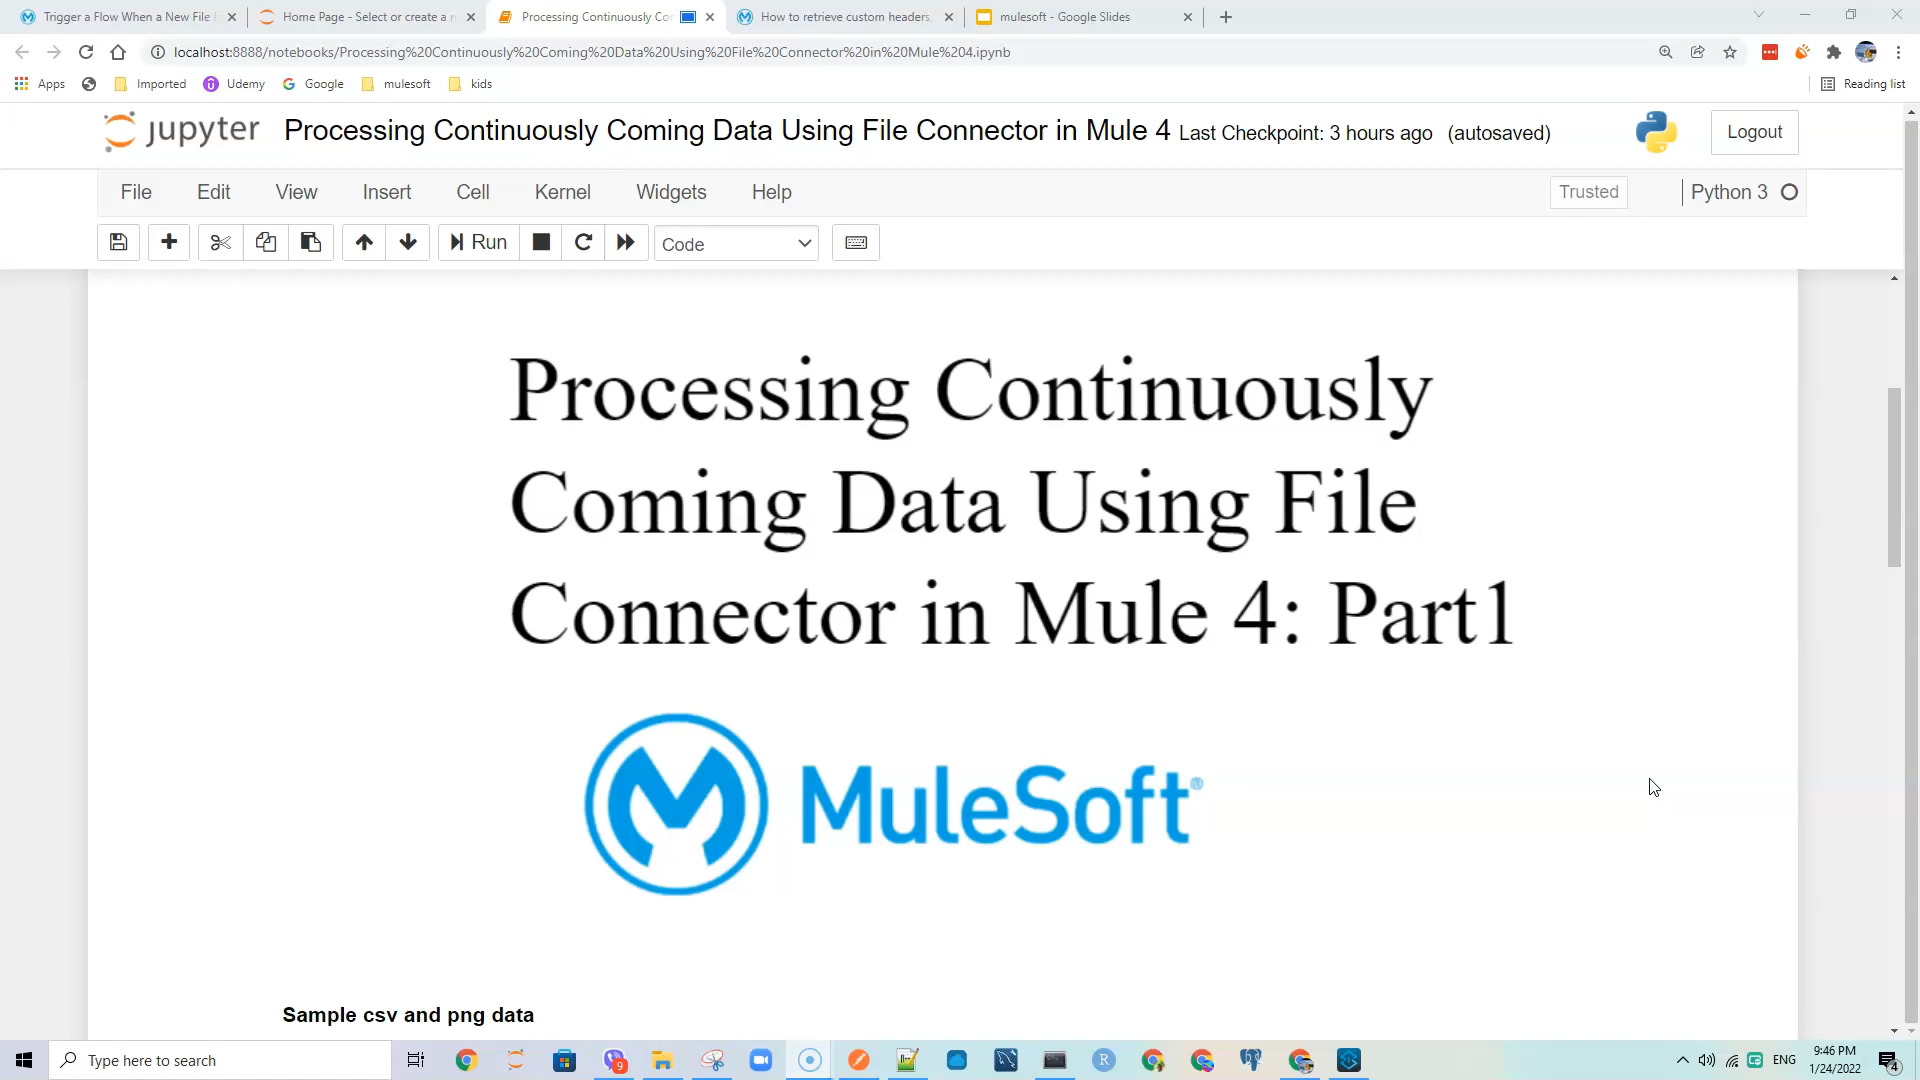 Trigger a Flow When a New File
Home Page - Select or create a n
Processing Continuously Co
How to retrieve custom headers,
mulesoft - Google Slides
localhost:8888/notebooks/Processing%20Continuously%20Coming%20Data%20Using%20File%20Connector%20in%20Mule%204.ipynb
Apps
Imported
Udemy
Google
mulesoft
kids
Reading list
jupyter
Processing Continuously Coming Data Using File Connector in Mule 4 Last Checkpoint: 3 hours ago (autosaved)
Logout
File
Edit
View
Insert
Cell
Kernel
Widgets
Help
Trusted
Python 3
Run
Code
Processing Continuously
Coming Data Using File
Connector in Mule 4: Part1
MuleSoft®
Sample csv and png data
Type here to search
9
R
ENG
9:46 PM
1/24/2022
4